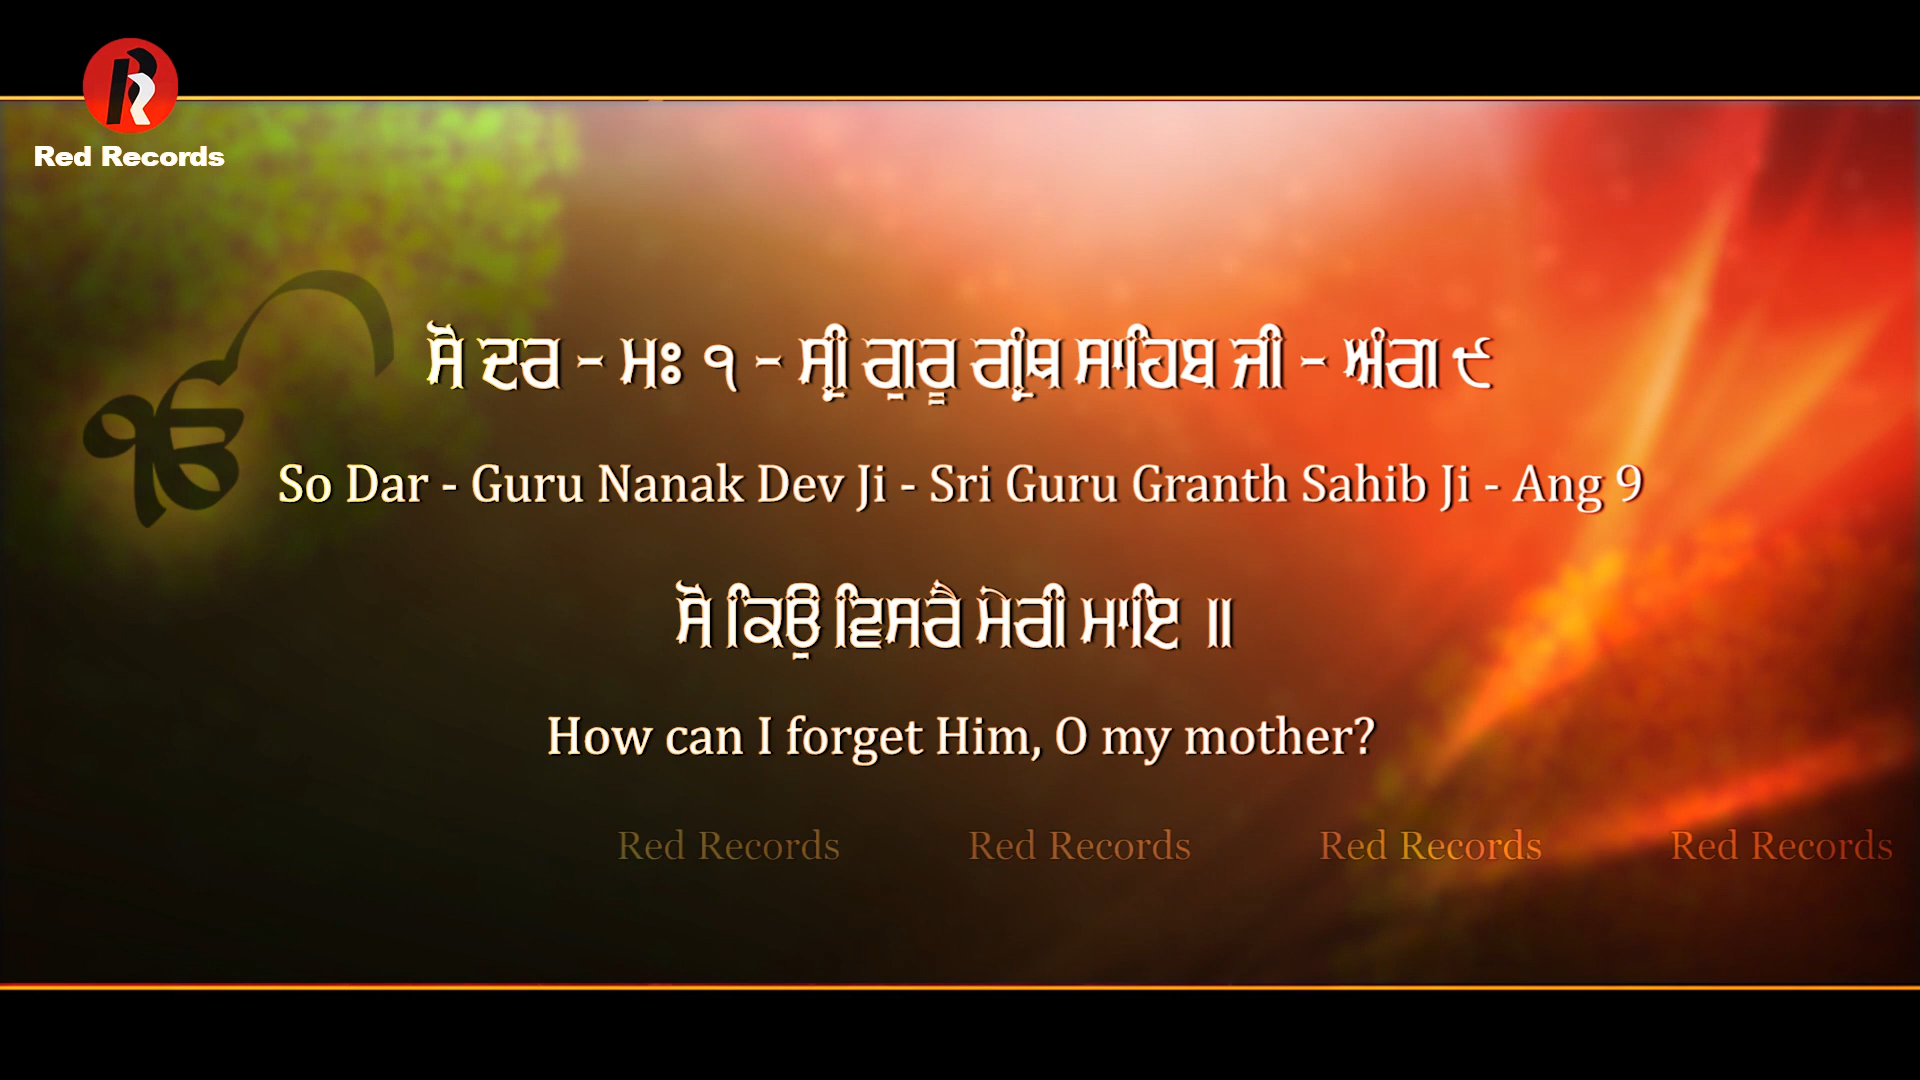 Red Records
ਸੋ ਦਰ - ਮਃ ੧ - ਸ੍ਰੀ ਗੁਰੂ ਗ੍ਰੰਥ ਸਾਹਿਬ ਜੀ - ਅੰਗ ੯
ੴ
So Dar - Guru Nanak Dev Ji - Sri Guru Granth Sahib Ji - Ang 9
ਸੋ ਕਿਉ ਵਿਸਰੈ ਮੇਰੀ ਮਾਇ ॥
How can I forget Him, O my mother?
Red Records Red Records Red Records Red Records